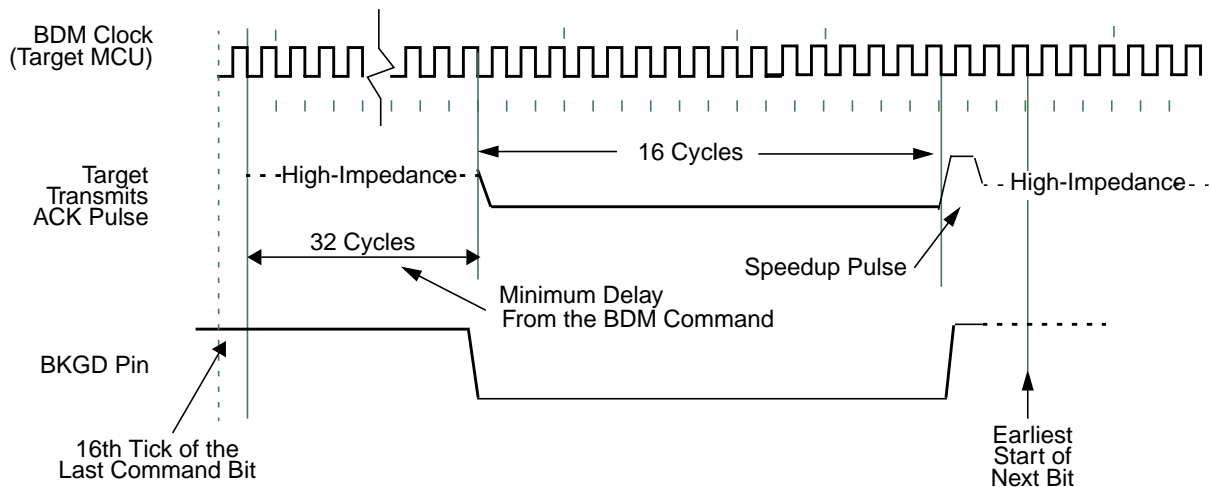 BDM Clock
(Target MCU)
16 Cycles
Target
Transmits
ACK Pulse
High-Impedance
High-Impedance
32 Cycles
Speedup Pulse
Minimum Delay
From the BDM Command
BKGD Pin
16th Tick of the
Last Command Bit
Earliest
Start of
Next Bit